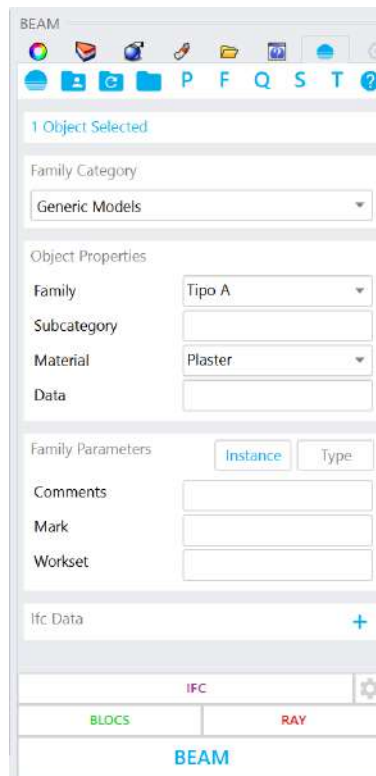 BEAM
P F Q S T ?
1 Object Selected
Family Category
Generic Models
Object Properties
Family Tipo A
Subcategory
Material Plaster
Data
Family Parameters Instance Type
Comments
Mark
Workset
Ifc Data +
IFC
BLOCS RAY
BEAM